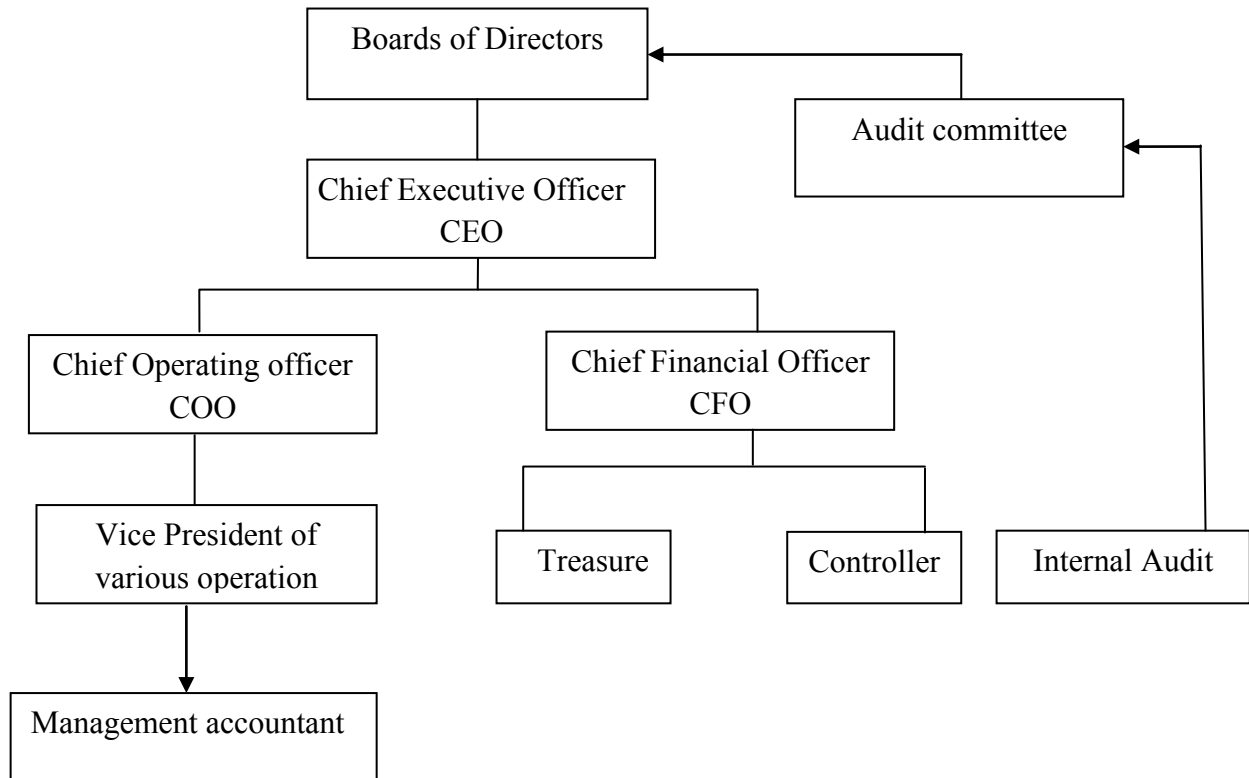 Boards of Directors
Audit committee
Chief Executive Officer
CEO
Chief Operating officer
COO
Chief Financial Officer
CFO
Vice President of
various operation
Treasure
Controller
Internal Audit
Management accountant